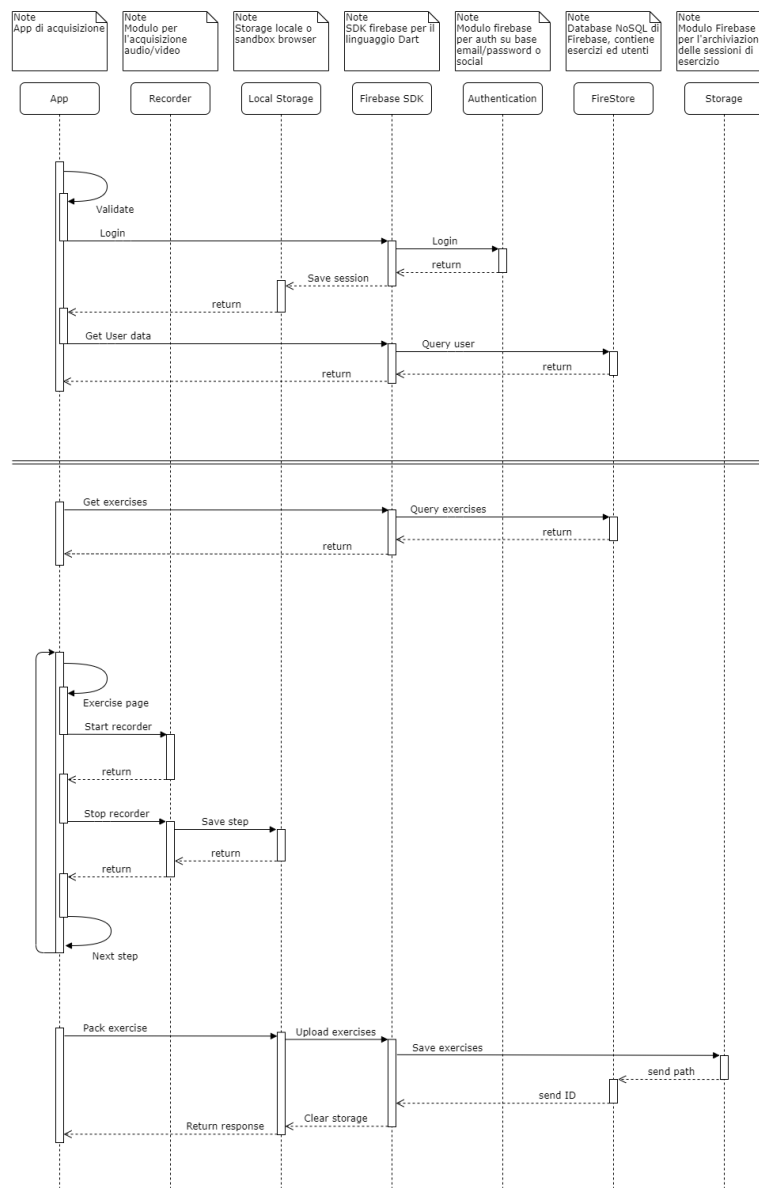 Note
App di acquisizione
Note
Modulo per
l'acquisizione
audio/video
Note
Storage locale o
sandbox browser
Note
SDK firebase per il
linguaggio Dart
Note
Modulo firebase
per auth su base
email/password o
social
Note
Database NoSQL di
Firebase, contiene
esercizi ed utenti
Note
Modulo Firebase
per l'archiviazion
delle sessioni di
esercizio
App
Recorder
Local Storage
Firebase SDK
Authentication
FireStore
Storage
Validate
Login
Login
return
Save session
return
Get User data
Query user
return
return
Get exercises
Query exercises
return
return
Exercise page
Start recorder
return
Stop recorder
Save step
return
return
Next step
Pack exercise
Upload exercises
Save exercises
send path
send ID
Clear storage
Return response